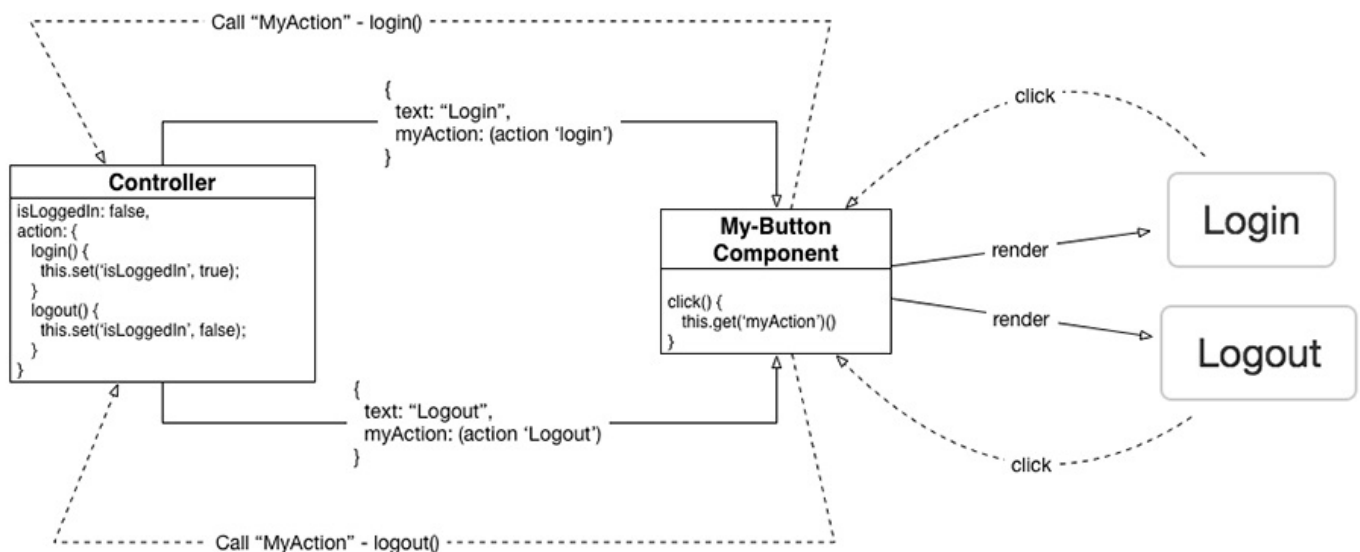 Call “MyAction” - login()
{
text: “Login”,
myAction: (action ‘login’)
}
click
Controller
isLoggedIn: false,
action: {
login() {
this.set(‘isLoggedIn’, true);
}
logout() {
this.set(‘isLoggedIn’, false);
}
}
My-Button
Component
click() {
this.get(‘myAction’)()
}
render
Login
render
Logout
{
text: “Logout”,
myAction: (action ‘Logout’)
}
click
Call “MyAction” - logout()